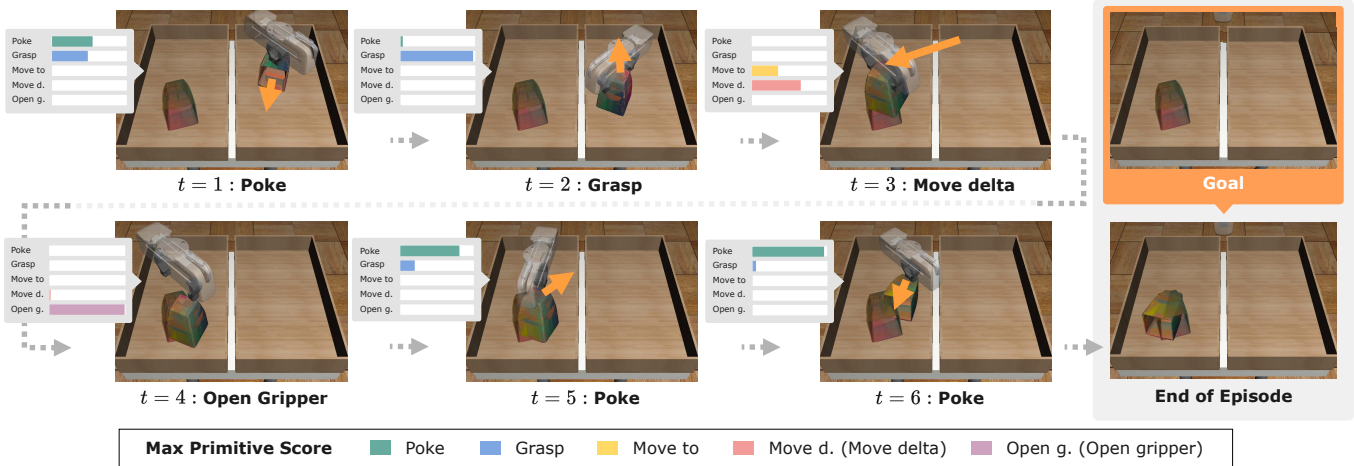 Poke
Grasp
Move to
Move d.
Open g.
t = 1 : Poke
Poke
Grasp
Move to
Move d.
Open g.
t = 2 : Grasp
Poke
Grasp
Move to
Move d.
Open g.
t = 3 : Move delta
Goal
Poke
Grasp
Move to
Move d.
Open g.
t = 4 : Open Gripper
Poke
Grasp
Move to
Move d.
Open g.
t = 5 : Poke
Poke
Grasp
Move to
Move d.
Open g.
t = 6 : Poke
End of Episode
Max Primitive Score Poke Grasp Move to Move d. (Move delta) Open g. (Open gripper)